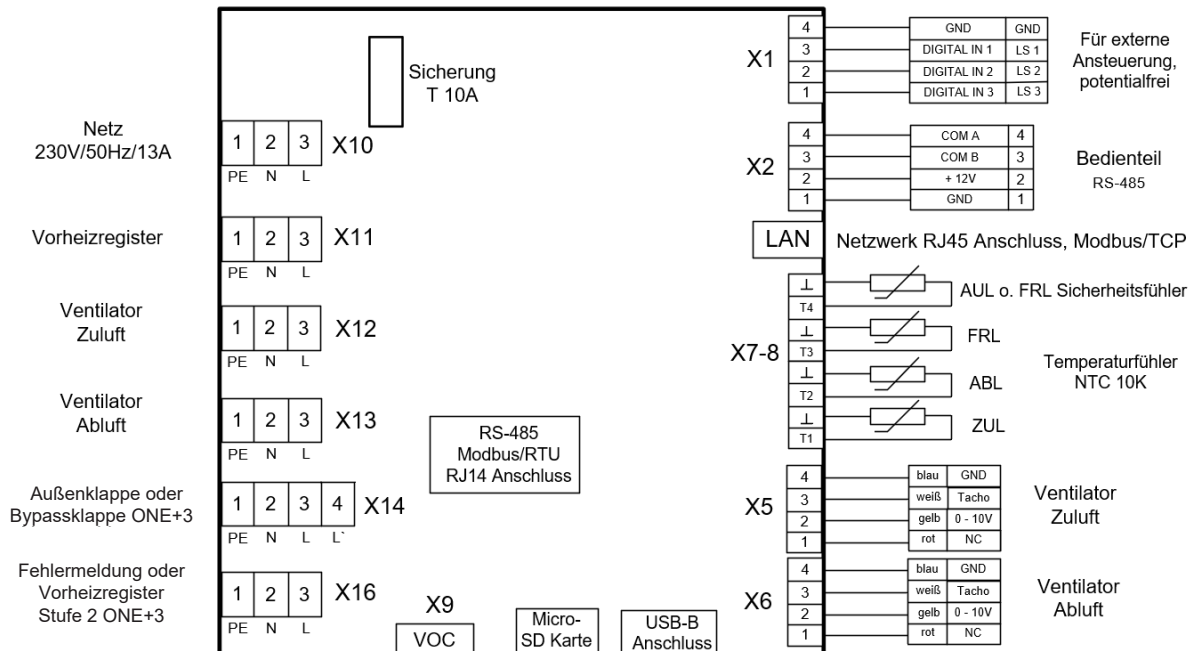 Sicherung
T 10A
Netz
230V/50Hz/13A
1 2 3 X10
PE N L
Vorheizregister
1 2 3 X11
PE N L
Ventilator
Zuluft
1 2 3 X12
PE N L
Ventilator
Abluft
1 2 3 X13
PE N L
Außenklappe oder
Bypassklappe ONE+3
1 2 3 4 X14
PE N L L`
Fehlermeldung oder
Vorheizregister
Stufe 2 ONE+3
1 2 3 X16
PE N L
RS-485
Modbus/RTU
RJ14 Anschluss
X9
VOC
Micro-
SD Karte
USB-B
Anschluss
X1
4 GND GND
3 DIGITAL IN 1 LS 1
2 DIGITAL IN 2 LS 2
1 DIGITAL IN 3 LS 3
Für externe
Ansteuerung,
potentialfrei
X2
4 COM A 4
3 COM B 3
2 + 12V 2
1 GND 1
Bedienteil
RS-485
LAN Netzwerk RJ45 Anschluss, Modbus/TCP
X7-8
⊥
T4
AUL o. FRL Sicherheitsfühler
⊥
T3
FRL
⊥
T2
ABL
⊥
T1
ZUL
Temperaturfühler
NTC 10K
X5
4 blau GND
3 weiß Tacho
2 gelb 0 - 10V
1 rot NC
Ventilator
Zuluft
X6
4 blau GND
3 weiß Tacho
2 gelb 0 - 10V
1 rot NC
Ventilator
Abluft